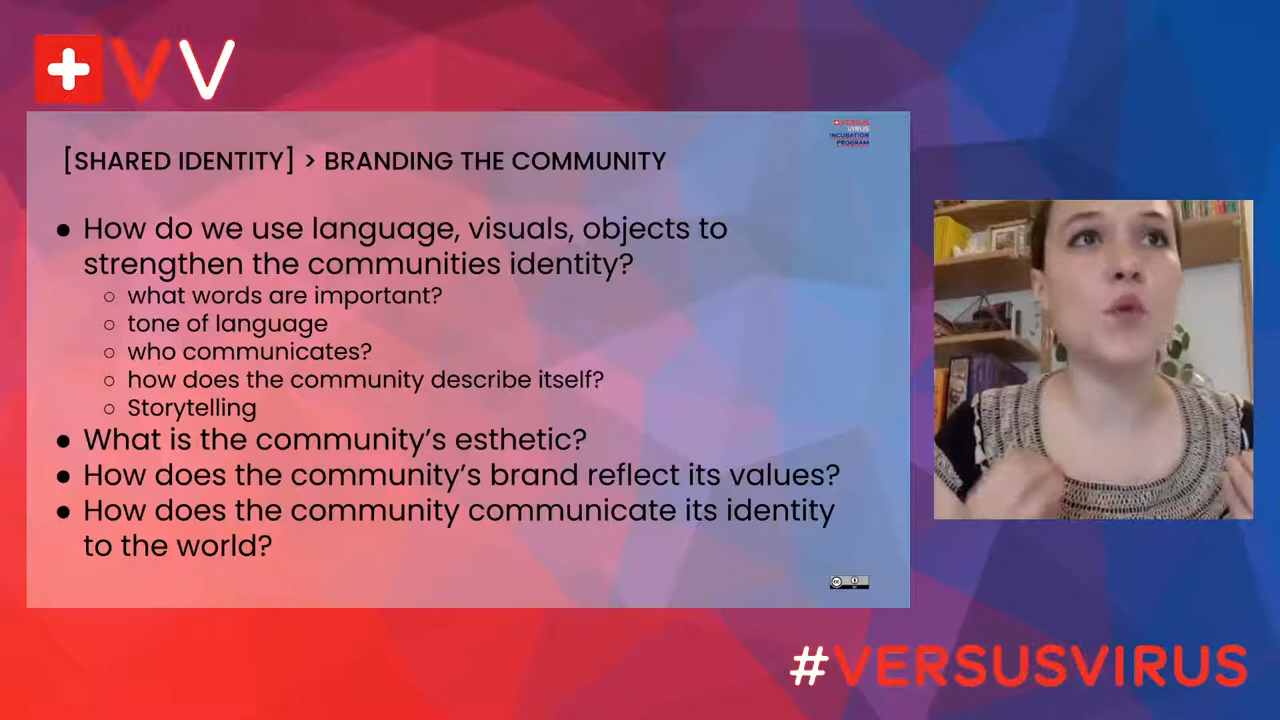 VV
VERSUS
VIRUS
INCUBATION
PROGRAM
[SHARED IDENTITY] > BRANDING THE COMMUNITY
● How do we use language, visuals, objects to
strengthen the communities identity?
○ what words are important?
○ tone of language
○ who communicates?
○ how does the community describe itself?
○ Storytelling
● What is the community’s esthetic?
● How does the community’s brand reflect its values?
● How does the community communicate its identity
to the world?
cc
#VERSUSVIRUS